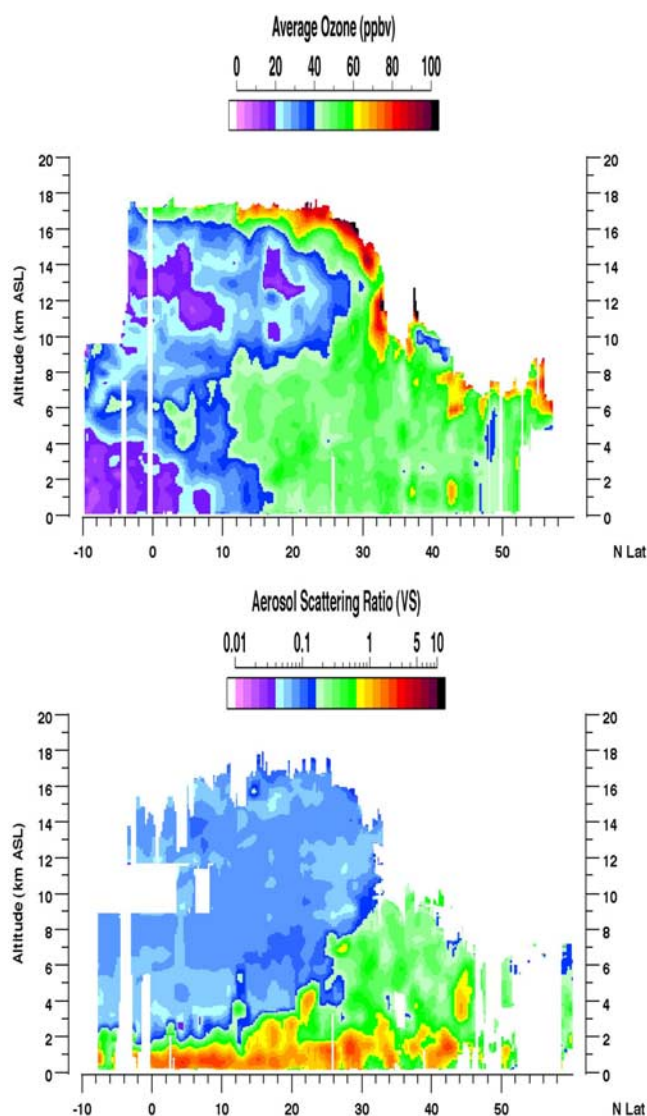 Average Ozone (ppbv)
0 20 40 60 80 100
20 20
18 18
16 16
14 14
12 12
10 10
8 8
6 6
4 4
2 2
0 0
Altitude (km ASL)
-10 0 10 20 30 40 50 N Lat
Aerosol Scattering Ratio (VS)
0.01 0.1 1 5 10
20 20
18 18
16 16
14 14
12 12
10 10
8 8
6 6
4 4
2 2
0 0
Altitude (km ASL)
-10 0 10 20 30 40 50 N Lat